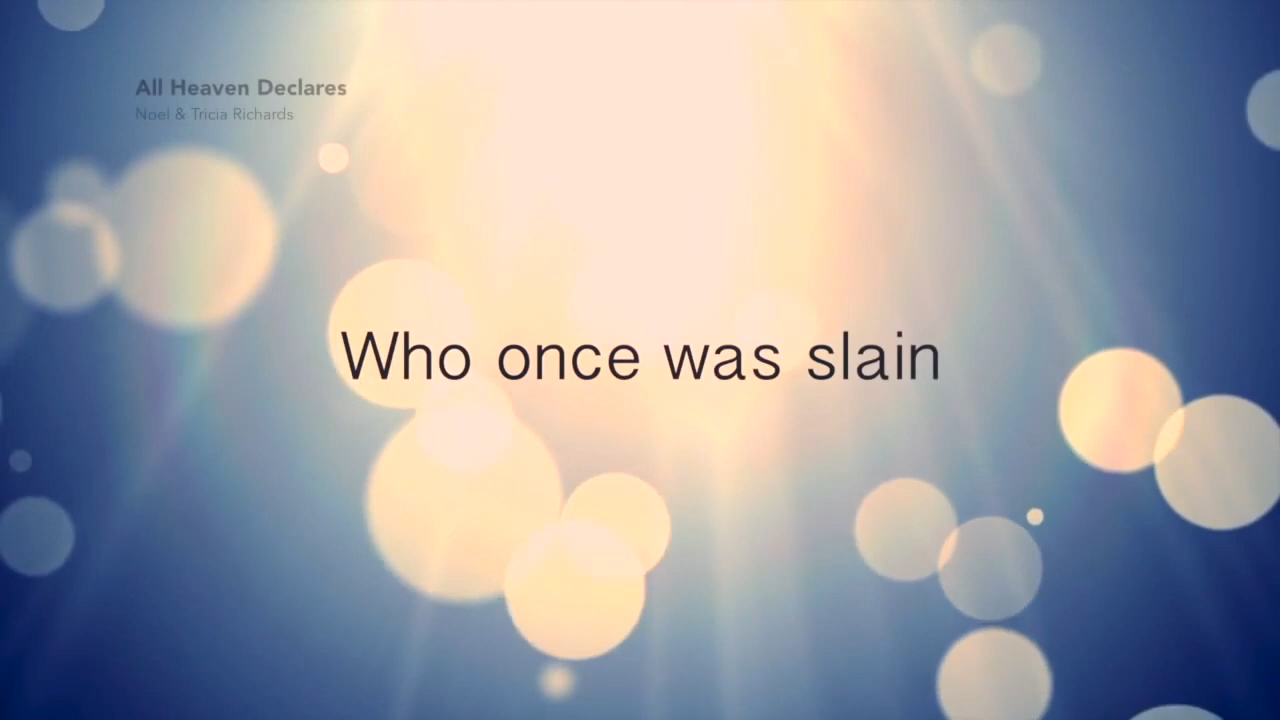 All Heaven Declares
Noel & Tricia Richards
Who once was slain